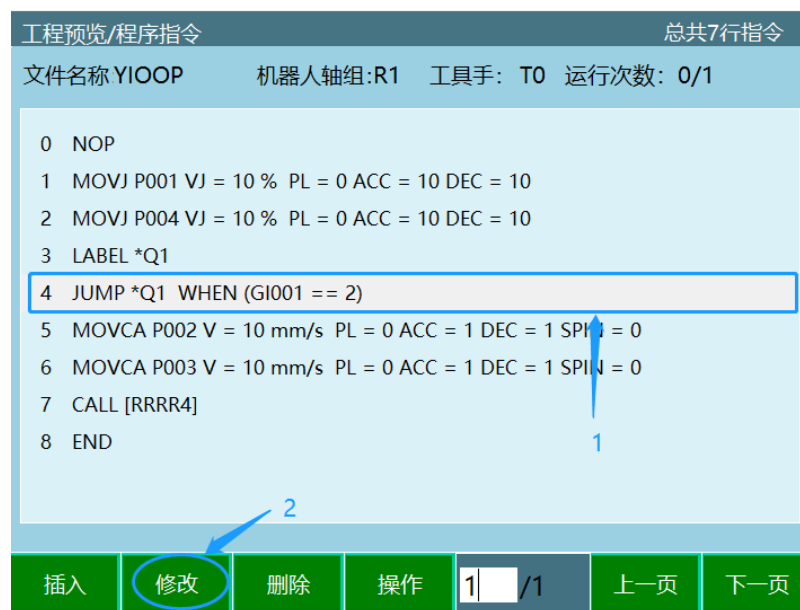 工程预览/程序指令 总共7行指令
文件名称:YIOOP 机器人轴组:R1 工具手： T0 运行次数：0/1
0 NOP
1 MOVJ P001 VJ = 10 % PL = 0 ACC = 10 DEC = 10
2 MOVJ P004 VJ = 10 % PL = 0 ACC = 10 DEC = 10
3 LABEL *Q1
4 JUMP *Q1 WHEN (GI001 == 2)
5 MOVCA P002 V = 10 mm/s PL = 0 ACC = 1 DEC = 1 SPIN = 0
6 MOVCA P003 V = 10 mm/s PL = 0 ACC = 1 DEC = 1 SPIN = 0
7 CALL [RRRR4]
8 END
1
2
插入 修改 删除 操作 1 /1 上一页 下一页